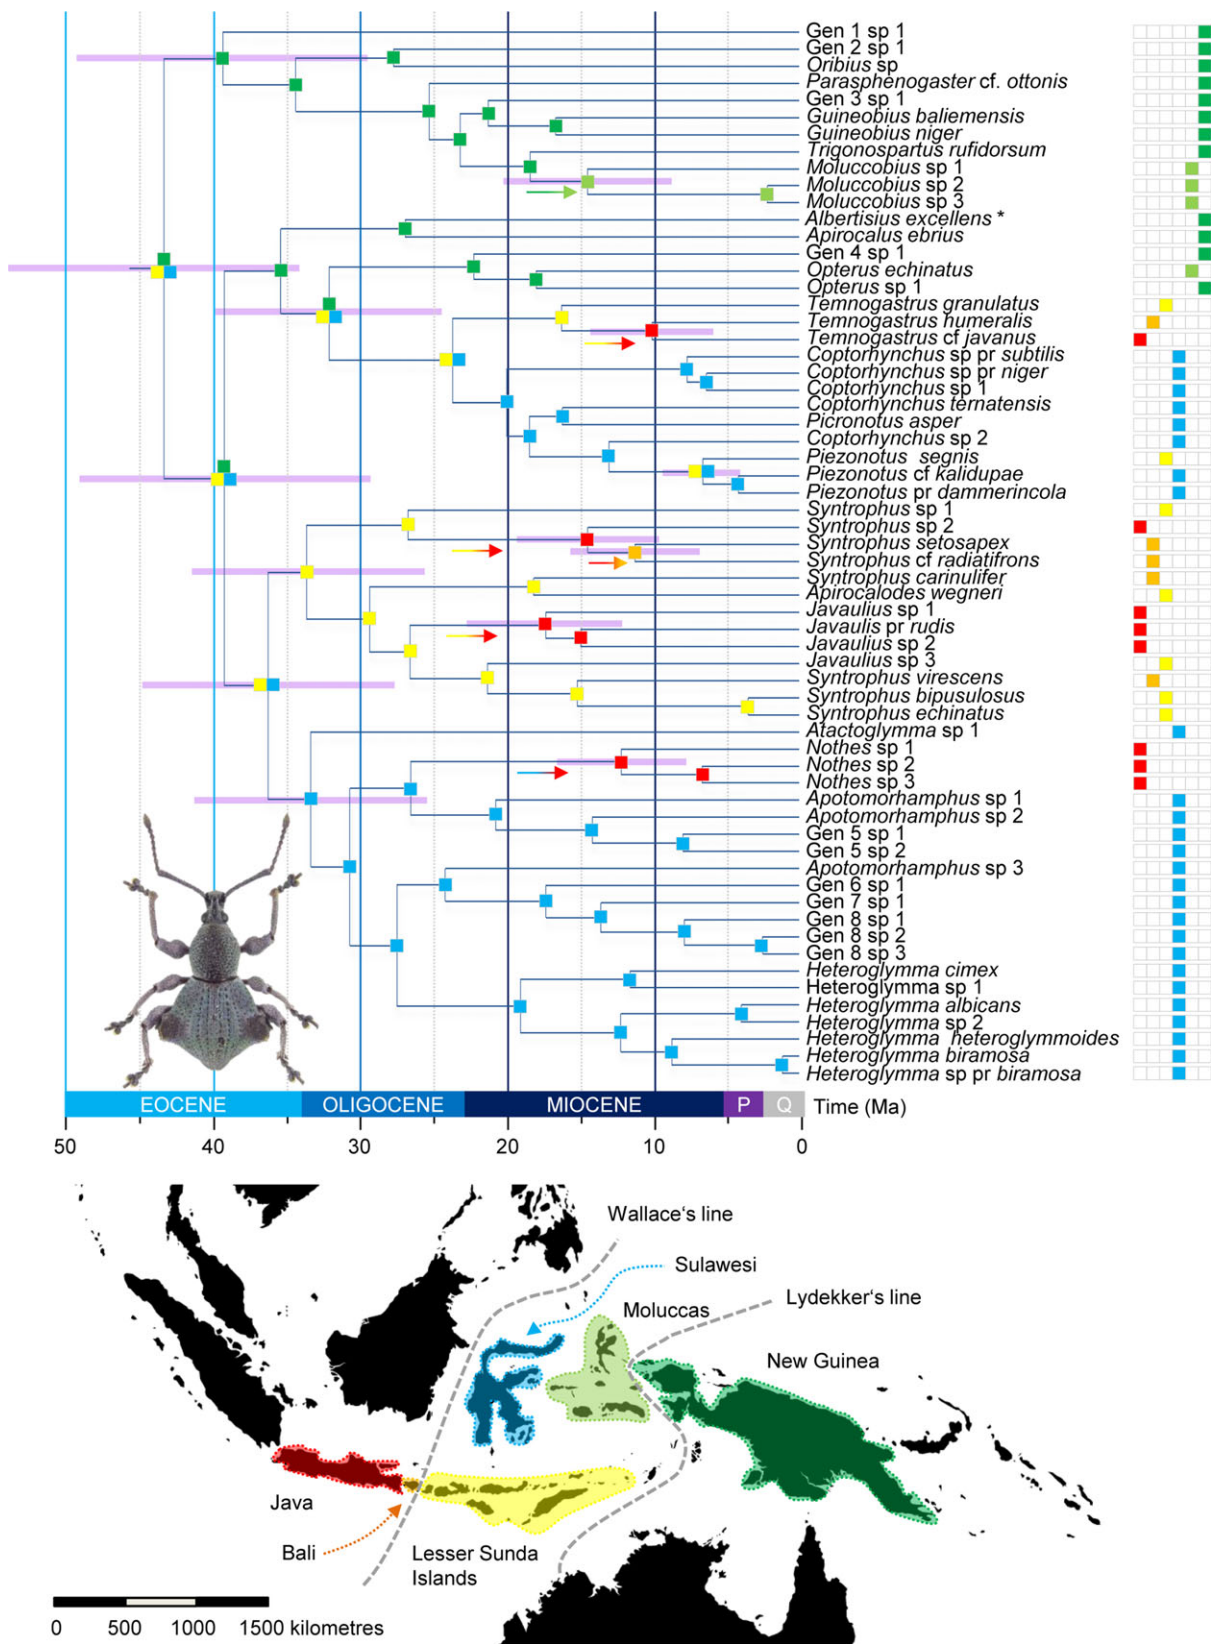 Gen 1 sp 1
Gen 2 sp 1
Oribius sp
Parasphenogaster cf. ottonis
Gen 3 sp 1
Guineobius baliemensis
Guineobius niger
Trigonospartus rufidorsum
Moluccobius sp 1
Moluccobius sp 2
Moluccobius sp 3
Albertisius excellens *
Apirocalus ebrius
Gen 4 sp 1
Opterus echinatus
Opterus sp 1
Temnogastrus granulatus
Temnogastrus humeralis
Temnogastrus cf javanus
Coptorhynchus sp pr subtilis
Coptorhynchus sp pr niger
Coptorhynchus sp 1
Coptorhynchus ternatensis
Picronotus asper
Coptorhynchus sp 2
Piezonotus segnis
Piezonotus cf kalidupae
Piezonotus pr dammerincola
Syntrophus sp 1
Syntrophus sp 2
Syntrophus setosapex
Syntrophus cf radiatifrons
Syntrophus carinulifer
Apirocalodes wegneri
Javaulius sp 1
Javaulis pr rudis
Javaulius sp 2
Javaulius sp 3
Syntrophus virescens
Syntrophus bipusulosus
Syntrophus echinatus
Atactoglymma sp 1
Nothes sp 1
Nothes sp 2
Nothes sp 3
Apotomorhamphus sp 1
Apotomorhamphus sp 2
Gen 5 sp 1
Gen 5 sp 2
Apotomorhamphus sp 3
Gen 6 sp 1
Gen 7 sp 1
Gen 8 sp 1
Gen 8 sp 2
Gen 8 sp 3
Heteroglymma cimex
Heteroglymma sp 1
Heteroglymma albicans
Heteroglymma sp 2
Heteroglymma heteroglymmoides
Heteroglymma biramosa
Heteroglymma sp pr biramosa
EOCENE OLIGOCENE MIOCENE P Q Time (Ma)
50 40 30 20 10 0
Wallace's line
Sulawesi
Moluccas
Lydekker's line
New Guinea
Java
Bali
Lesser Sunda
Islands
0 500 1000 1500 kilometres